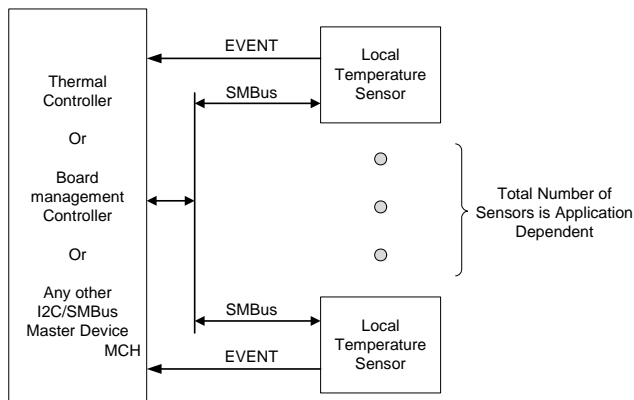 Thermal
Controller
Or
Board
management
Controller
Or
Any other
I2C/SMBus
Master Device
MCH
EVENT
SMBus
Local
Temperature
Sensor
Total Number of
Sensors is Application
Dependent
SMBus
EVENT
Local
Temperature
Sensor